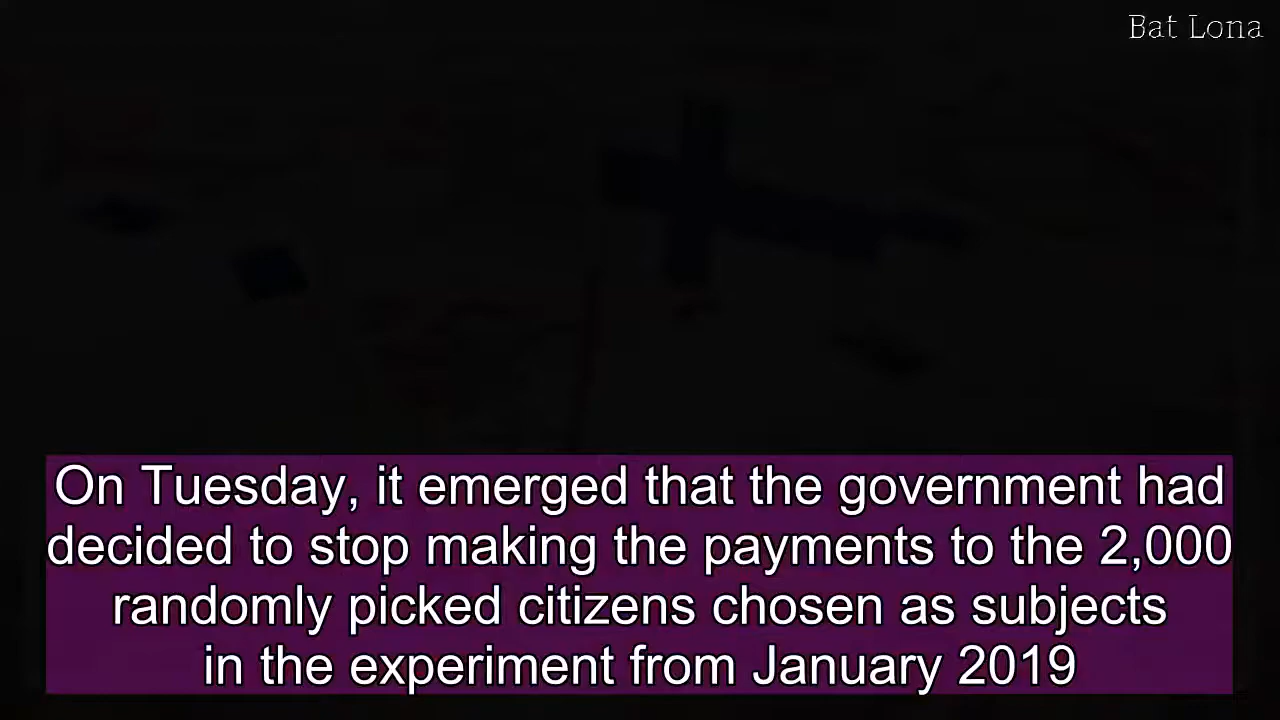 Bat Lona
On Tuesday, it emerged that the government had
decided to stop making the payments to the 2,000
randomly picked citizens chosen as subjects
in the experiment from January 2019